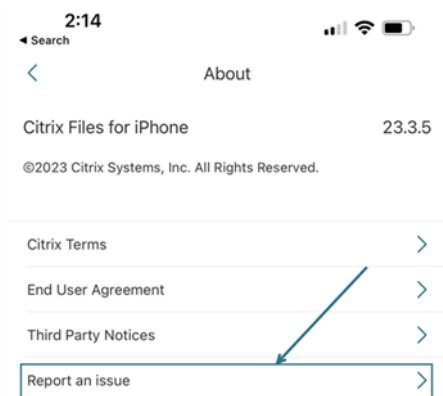 2:14
◄ Search
About
Citrix Files for iPhone 23.3.5
©2023 Citrix Systems, Inc. All Rights Reserved.
Citrix Terms
End User Agreement
Third Party Notices
Report an issue